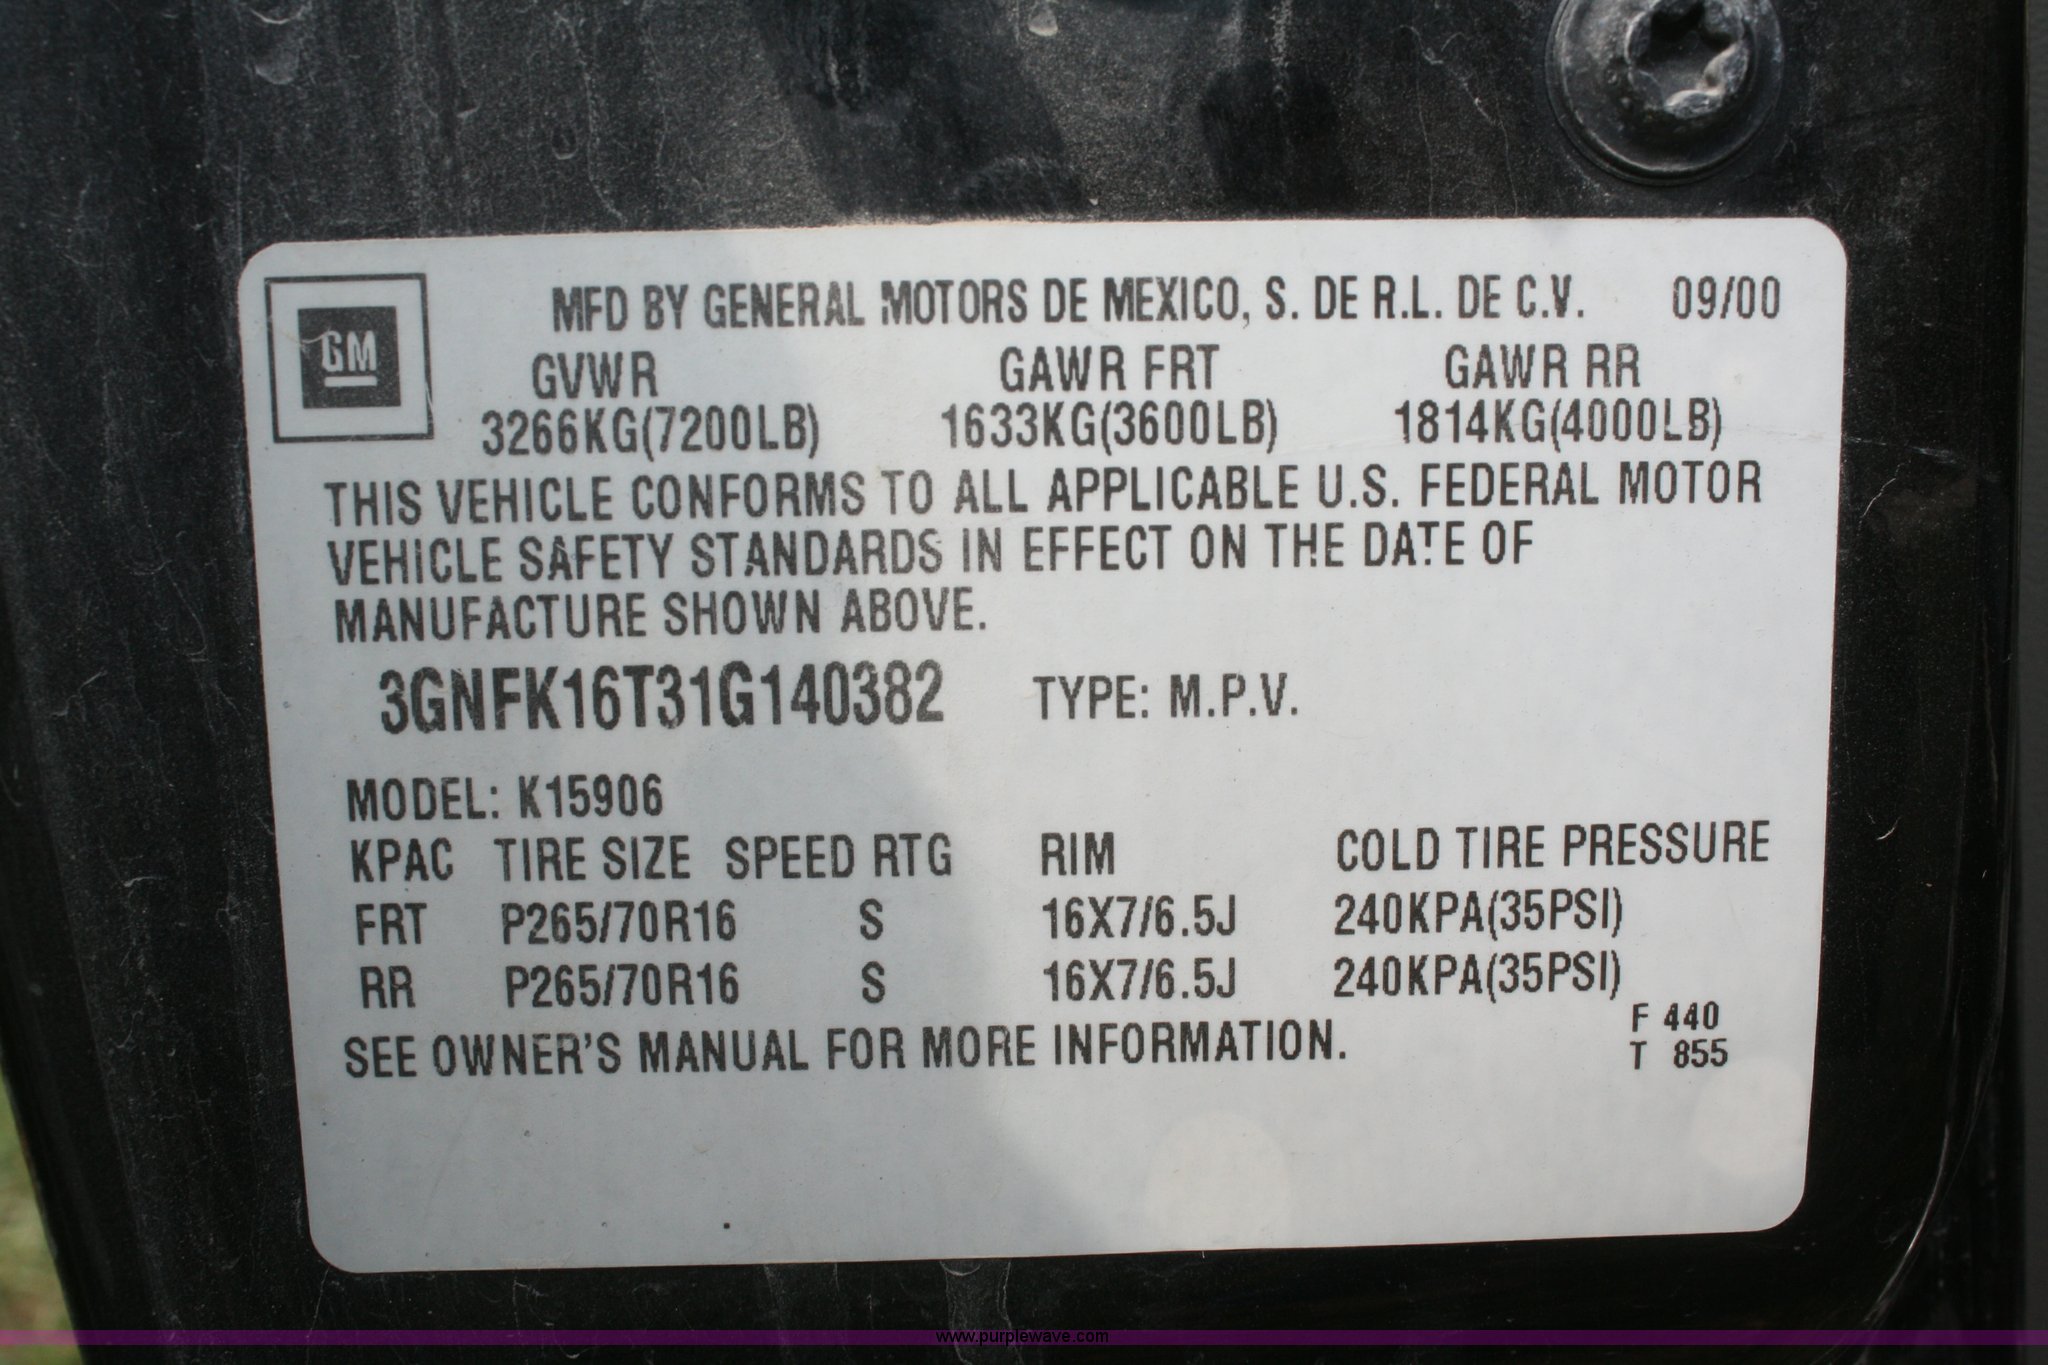 GM
MFD BY GENERAL MOTORS DE MEXICO, S. DE R.L. DE C.V. 09/00
GVWR GAWR FRT GAWR RR
3266KG(7200LB) 1633KG(3600LB) 1814KG(4000LB)
THIS VEHICLE CONFORMS TO ALL APPLICABLE U.S. FEDERAL MOTOR
VEHICLE SAFETY STANDARDS IN EFFECT ON THE DATE OF
MANUFACTURE SHOWN ABOVE.
3GNFK16T31G140382 TYPE: M.P.V.
MODEL: K15906
KPAC TIRE SIZE SPEED RTG RIM COLD TIRE PRESSURE
FRT P265/70R16 S 16X7/6.5J 240KPA(35PSI)
RR P265/70R16 S 16X7/6.5J 240KPA(35PSI)
F 440
SEE OWNER'S MANUAL FOR MORE INFORMATION. T 855
www.purplewave.com